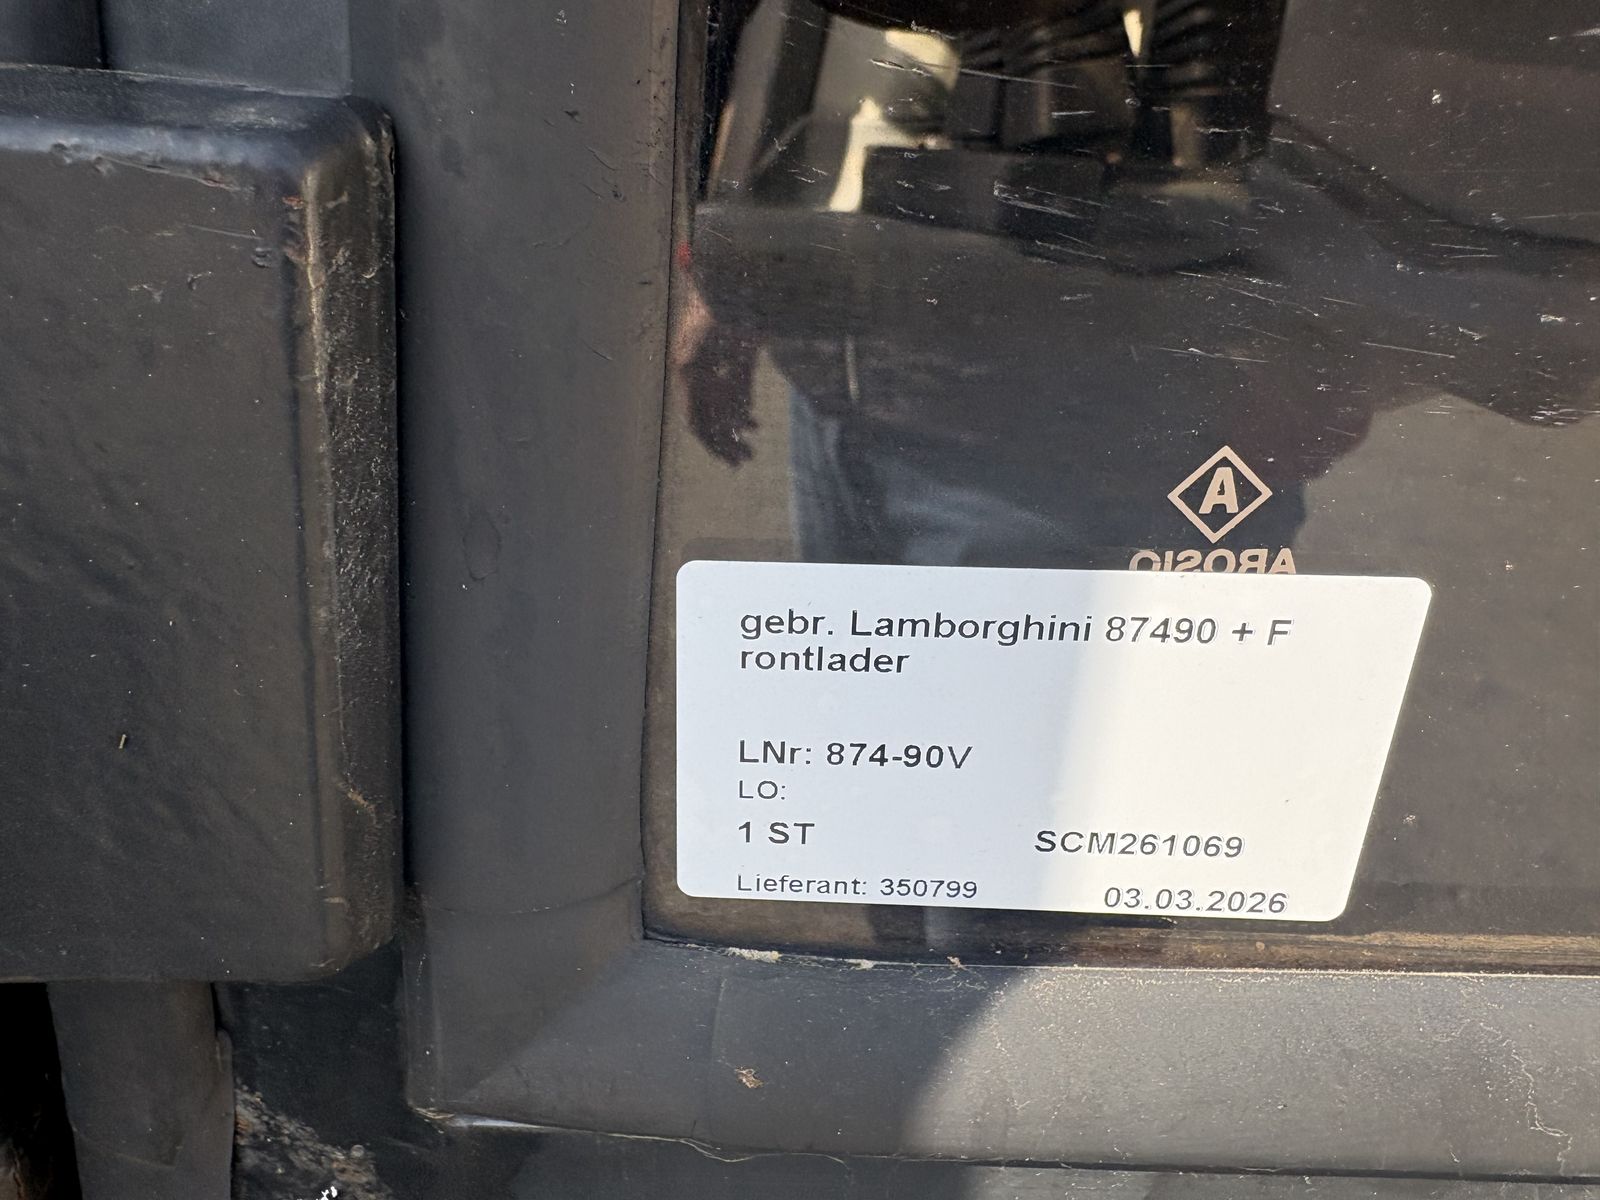 A
AROSIO
gebr. Lamborghini 87490 + F
rontlader
LNr: 874-90V
LO:
1 ST
SCM261069
Lieferant: 350799
03.03.2026